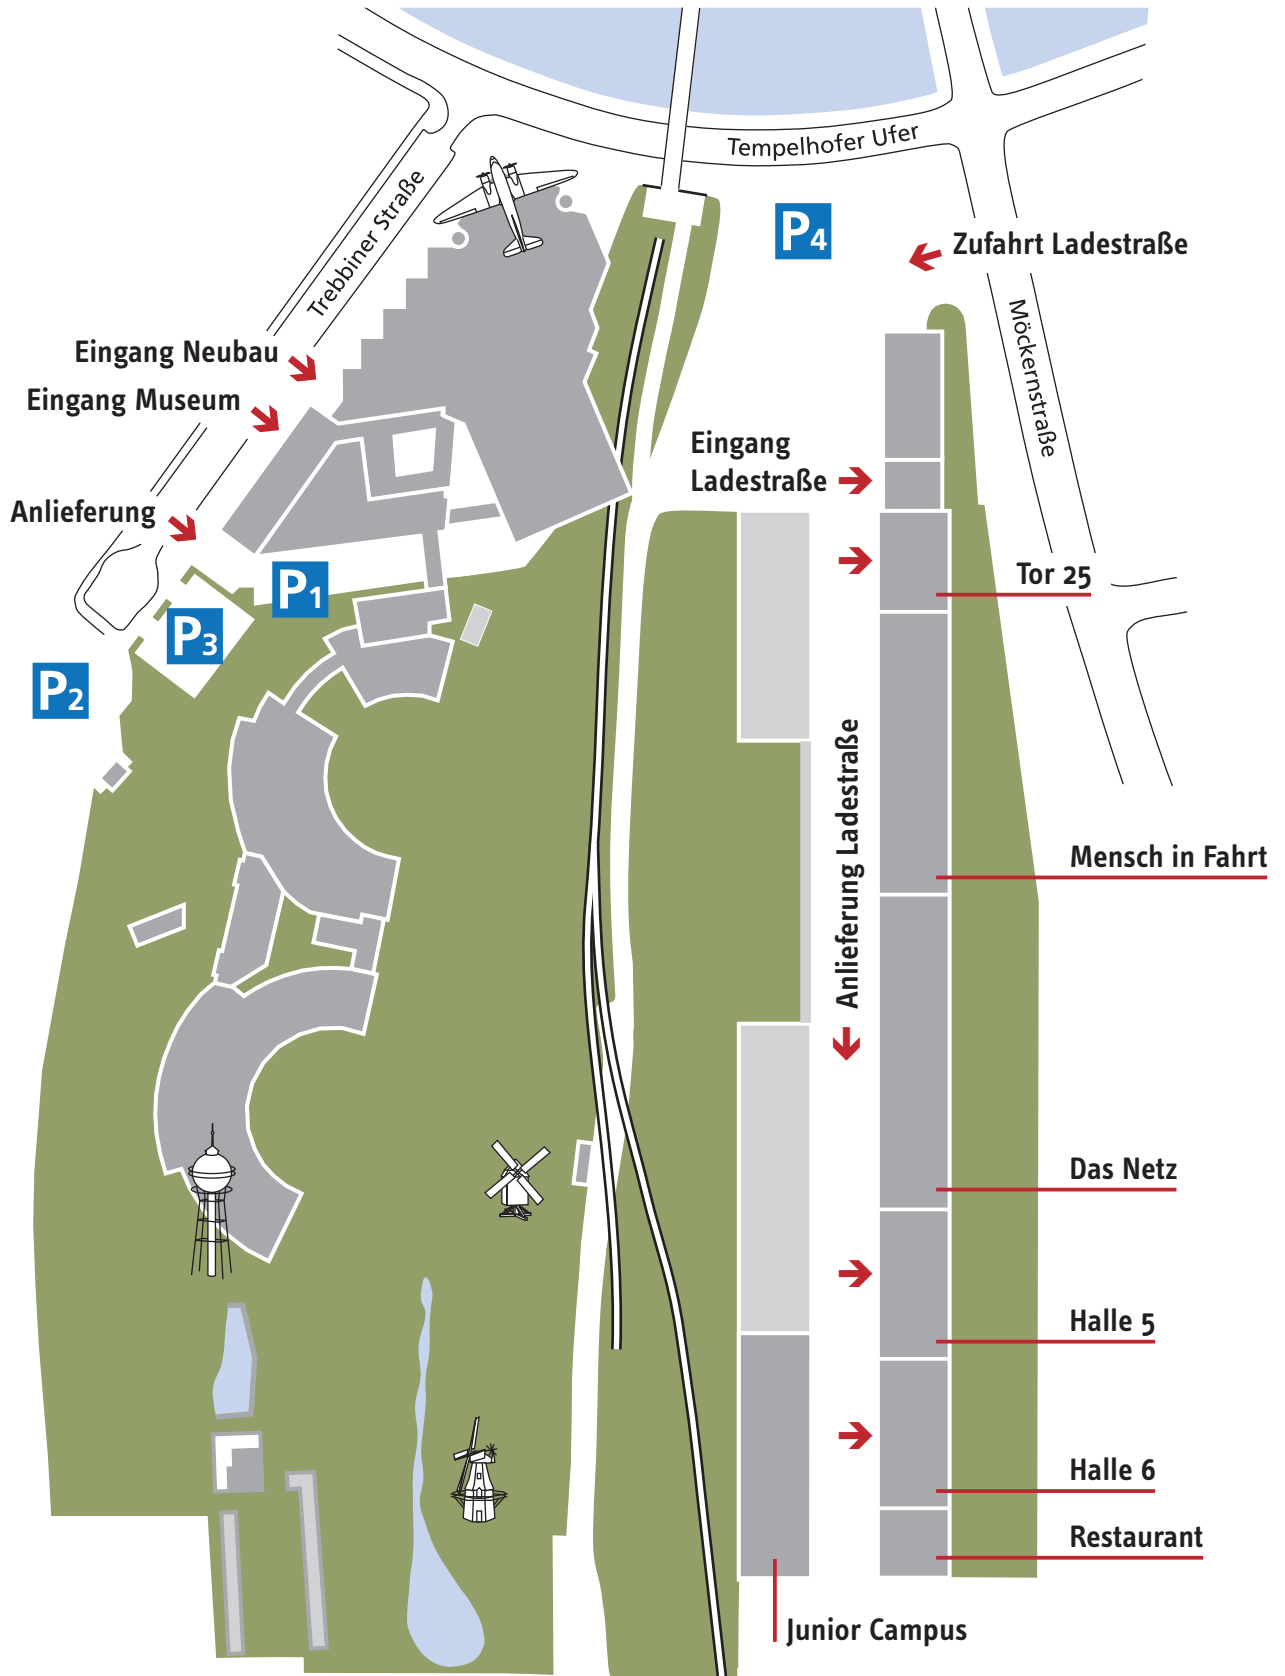 Tempelhofer Ufer
Trebbiner Straße
P4
Zufahrt Ladestraße
Möckernstraße
Eingang Neubau
Eingang Museum
Eingang
Ladestraße
Anlieferung
P1
P3
P2
Tor 25
Anlieferung Ladestraße
Mensch in Fahrt
Das Netz
Halle 5
Halle 6
Restaurant
Junior Campus